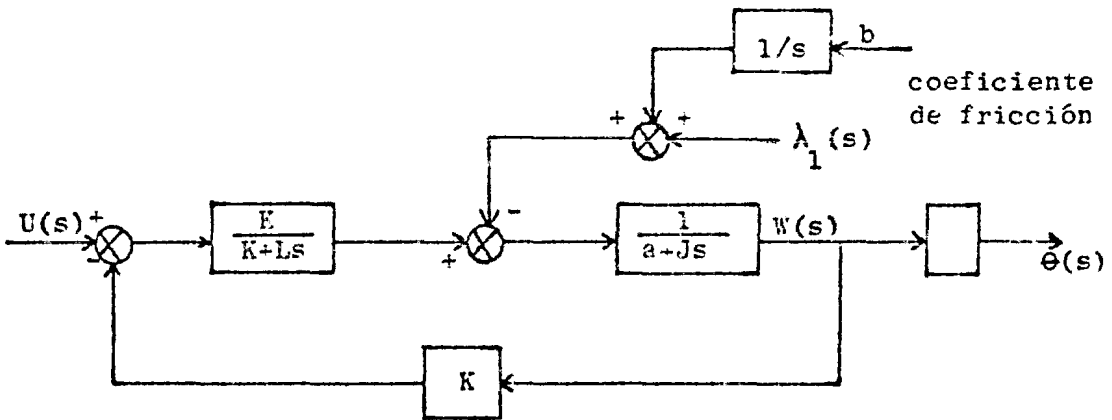 1/s
b
coeficiente
de fricción
+ +
λ₁(s)
U(s)
+
-
K
K+Ls
+
-
1
a+Js
W(s)
θ(s)
K